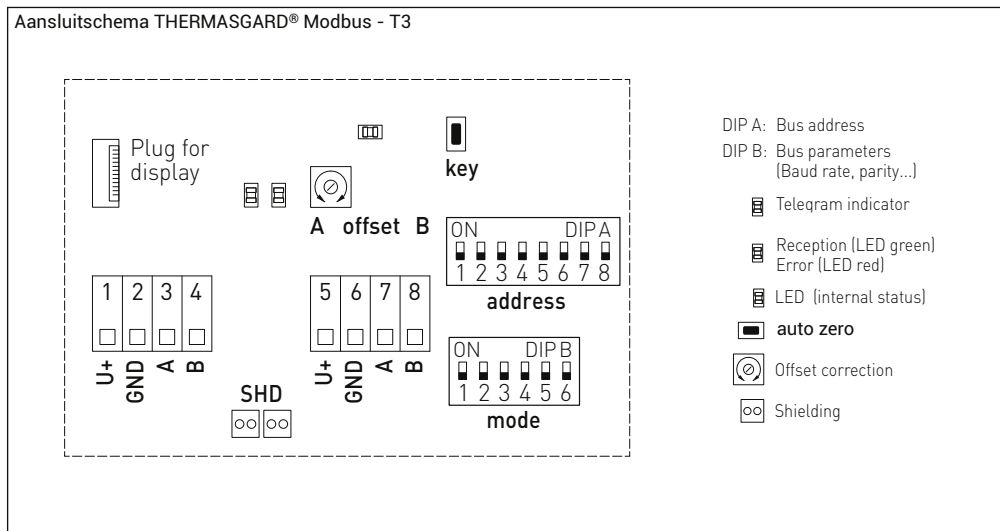 Aansluitschema THERMASGARD® Modbus - T3
Plug for
display
key
A offset B
ON DIP A
1 2 3 4 5 6 7 8
address
1 2 3 4
U+ GND A B
5 6 7 8
U+ GND A B
SHD
ON DIP B
1 2 3 4 5 6
mode
DIP A: Bus address
DIP B: Bus parameters
(Baud rate, parity...)
Telegram indicator
Reception (LED green)
Error (LED red)
LED (internal status)
auto zero
Offset correction
Shielding